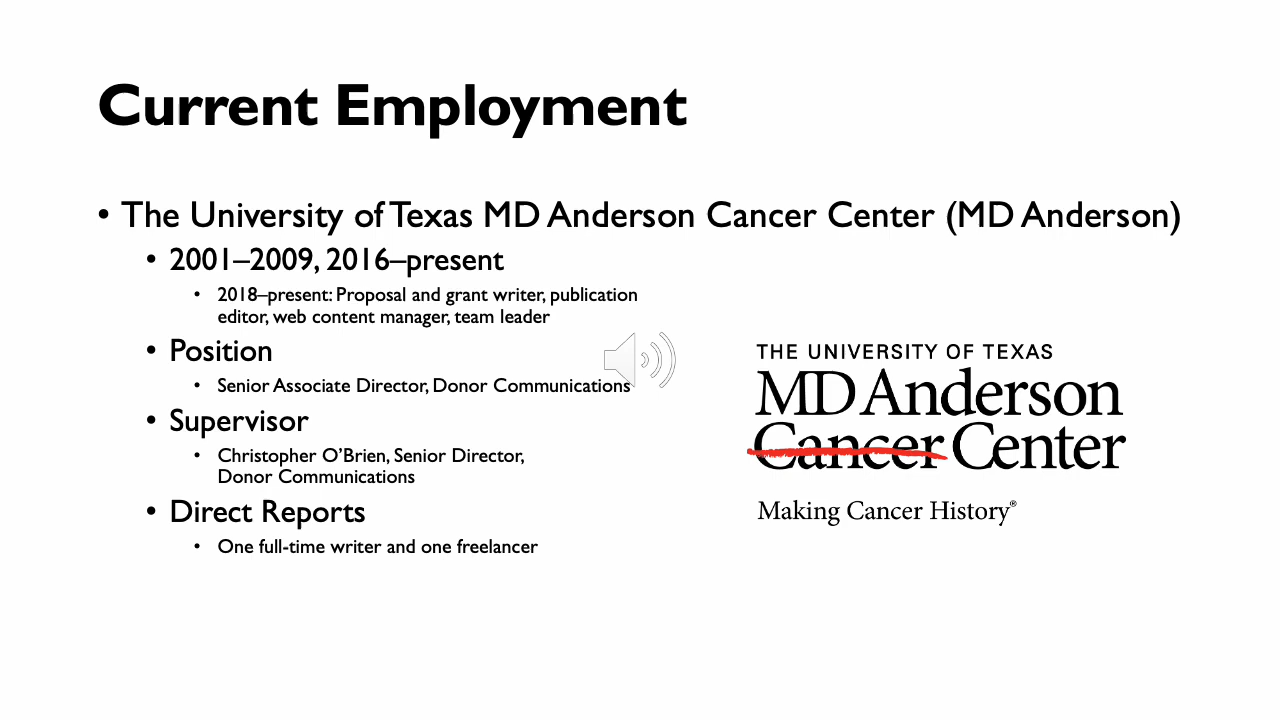 Current Employment
• The University of Texas MD Anderson Cancer Center (MD Anderson)
• 2001–2009, 2016–present
• 2018–present: Proposal and grant writer, publication
editor, web content manager, team leader
• Position
• Senior Associate Director, Donor Communications
• Supervisor
• Christopher O’Brien, Senior Director,
Donor Communications
• Direct Reports
• One full-time writer and one freelancer
THE UNIVERSITY OF TEXAS
MD Anderson
Cancer Center
Making Cancer History®